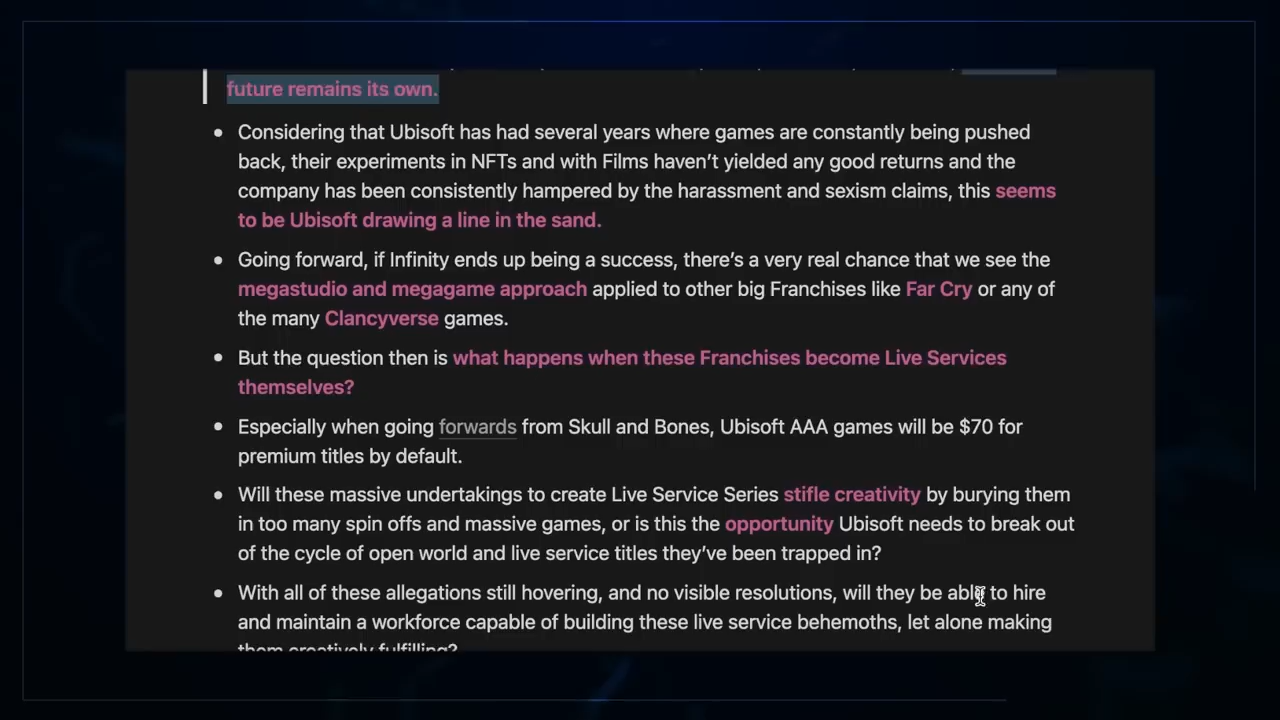 future remains its own.
Considering that Ubisoft has had several years where games are constantly being pushed
back, their experiments in NFTs and with Films haven't yielded any good returns and the
company has been consistently hampered by the harassment and sexism claims, this seems
to be Ubisoft drawing a line in the sand.
Going forward, if Infinity ends up being a success, there's a very real chance that we see the
megastudio and megagame approach applied to other big Franchises like Far Cry or any of
the many Clancyverse games.
But the question then is what happens when these Franchises become Live Services
themselves?
Especially when going forwards from Skull and Bones, Ubisoft AAA games will be $70 for
premium titles by default.
Will these massive undertakings to create Live Service Series stifle creativity by burying them
in too many spin offs and massive games, or is this the opportunity Ubisoft needs to break out
of the cycle of open world and live service titles they've been trapped in?
With all of these allegations still hovering, and no visible resolutions, will they be able to hire
and maintain a workforce capable of building these live service behemoths, let alone making
them creatively fulfilling?